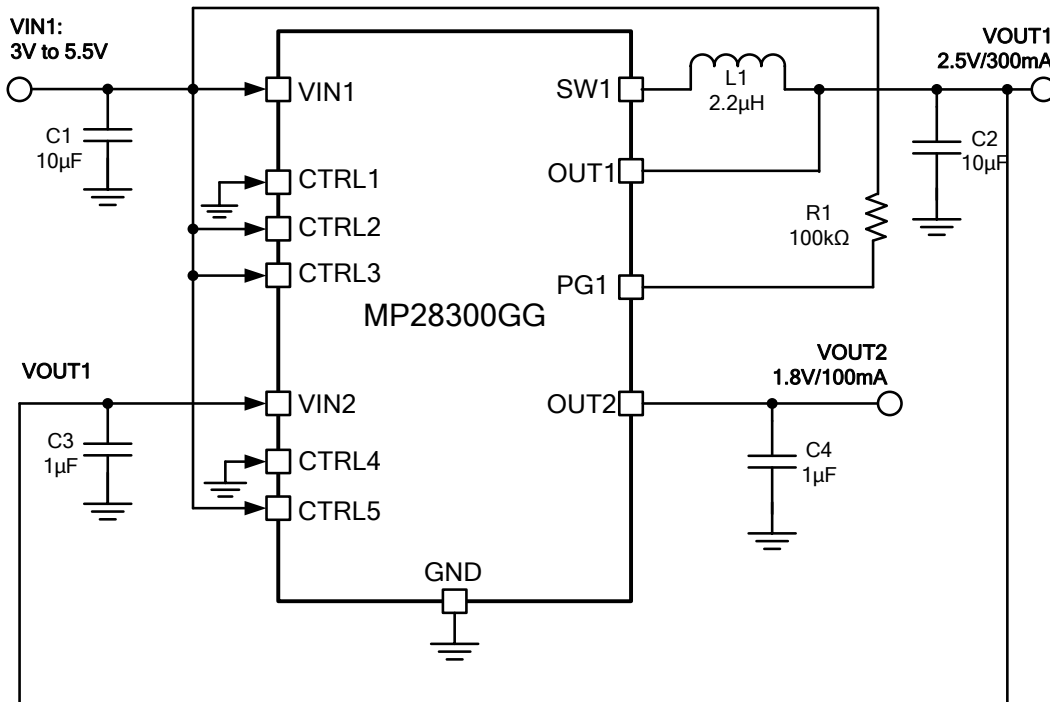 VIN1:
3V to 5.5V
VOUT1
2.5V/300mA
VIN1
SW1
L1
2.2µH
C1
10µF
C2
10µF
CTRL1
OUT1
CTRL2
R1
100kΩ
CTRL3
PG1
MP28300GG
VOUT1
VOUT2
1.8V/100mA
VIN2
OUT2
C3
1µF
C4
1µF
CTRL4
CTRL5
GND